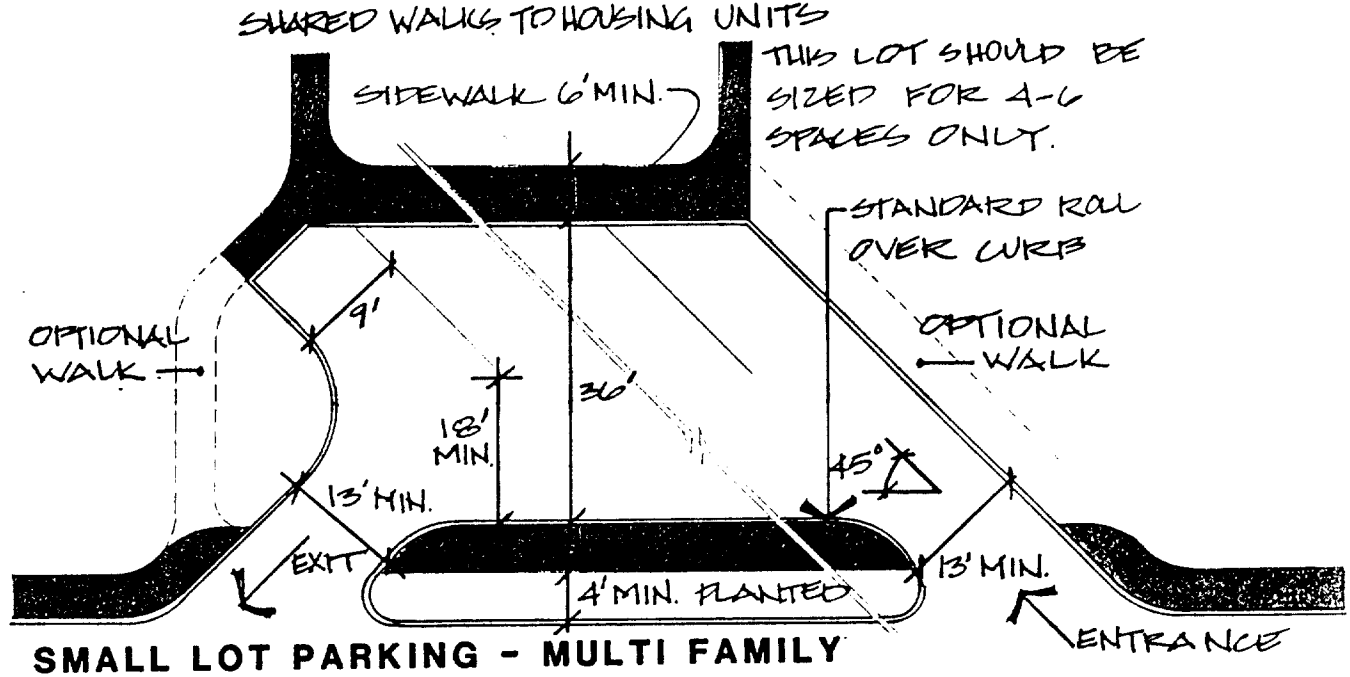 SHARED WALKS TO HOUSING UNITS
THIS LOT SHOULD BE
SIZED FOR 4-6
SPACES ONLY.
SIDEWALK 6' MIN.
STANDARD ROLL
OVER CURB
9'
OPTIONAL
WALK
OPTIONAL
WALK
36'
18'
MIN.
45°
13' MIN.
EXIT
13' MIN.
4' MIN. PLANTED
ENTRANCE
SMALL LOT PARKING - MULTI FAMILY